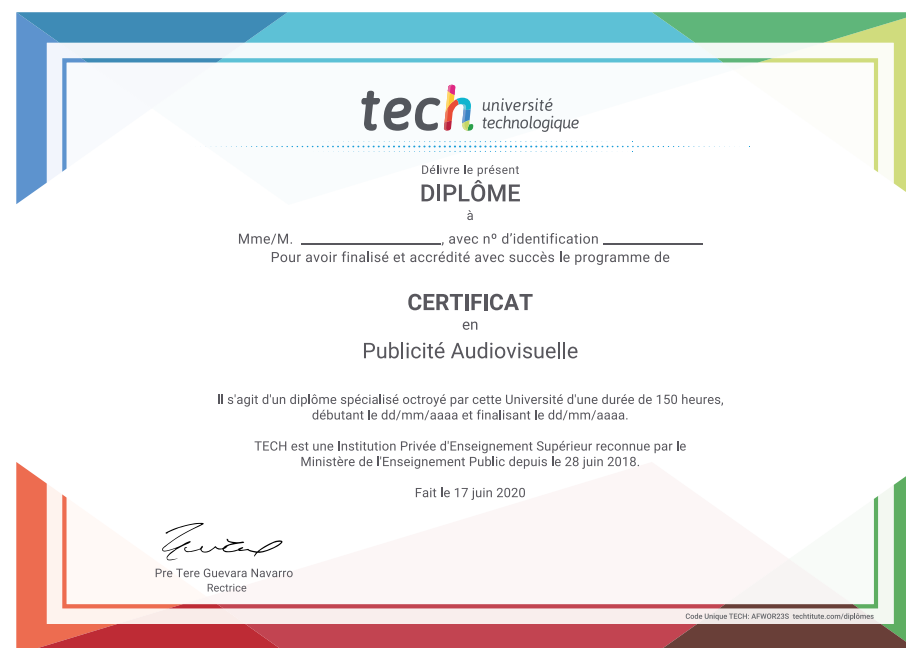 tech université
technologique
Délivre le présent
DIPLÔME
à
Mme/M. ____________________, avec nº d'identification ______________
Pour avoir finalisé et accrédité avec succès le programme de
CERTIFICAT
en
Publicité Audiovisuelle
Il s'agit d'un diplôme spécialisé octroyé par cette Université d'une durée de 150 heures,
débutant le dd/mm/aaaa et finalisant le dd/mm/aaaa.
TECH est une Institution Privée d'Enseignement Supérieur reconnue par le
Ministère de l'Enseignement Public depuis le 28 juin 2018.
Fait le 17 juin 2020
Pre Tere Guevara Navarro
Rectrice
Code Unique TECH: AFWOR23S techtitute.com/diplômes